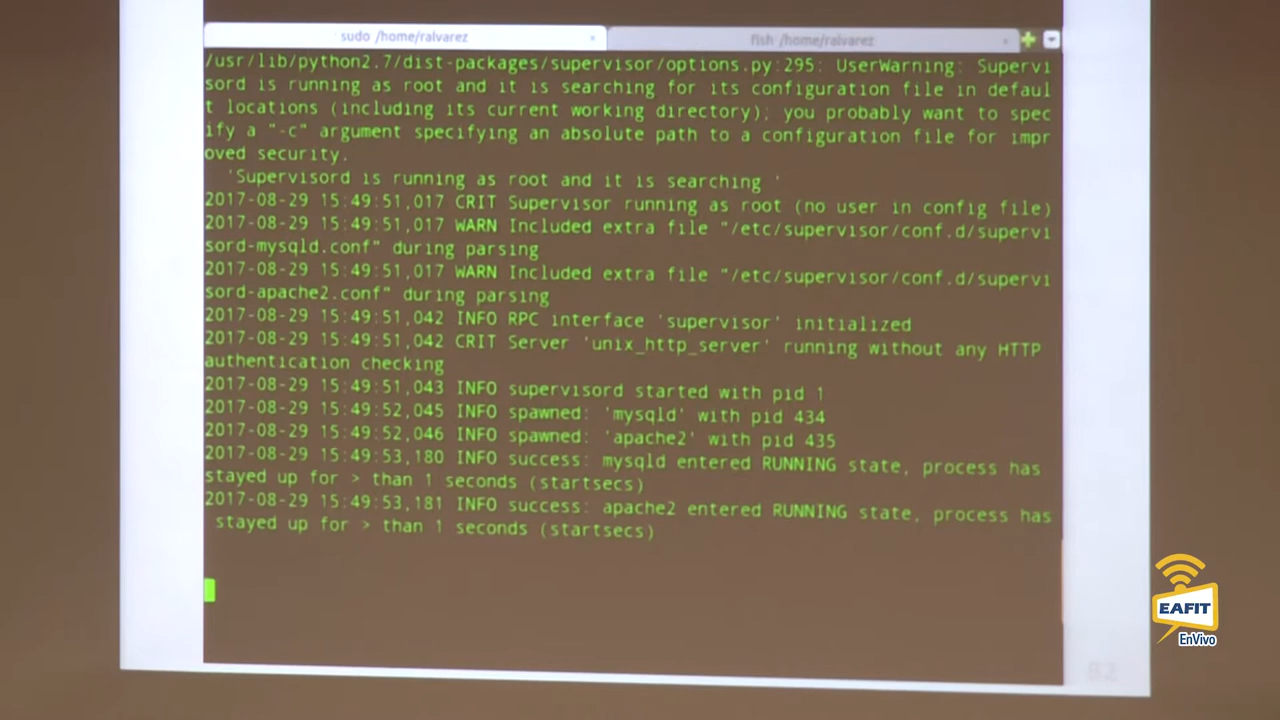 sudo /home/ralvarez
fish /home/ralvarez
/usr/lib/python2.7/dist-packages/supervisor/options.py:295: UserWarning: Supervi
sord is running as root and it is searching for its configuration file in defaul
t locations (including its current working directory); you probably want to spec
ify a "-c" argument specifying an absolute path to a configuration file for impr
oved security.
'Supervisord is running as root and it is searching '
2017-08-29 15:49:51,017 CRIT Supervisor running as root (no user in config file)
2017-08-29 15:49:51,017 WARN Included extra file "/etc/supervisor/conf.d/supervi
sord-mysqld.conf" during parsing
2017-08-29 15:49:51,017 WARN Included extra file "/etc/supervisor/conf.d/supervi
sord-apache2.conf" during parsing
2017-08-29 15:49:51,042 INFO RPC interface 'supervisor' initialized
2017-08-29 15:49:51,042 CRIT Server 'unix_http_server' running without any HTTP
authentication checking
2017-08-29 15:49:51,043 INFO supervisord started with pid 1
2017-08-29 15:49:52,045 INFO spawned: 'mysqld' with pid 434
2017-08-29 15:49:52,046 INFO spawned: 'apache2' with pid 435
2017-08-29 15:49:53,180 INFO success: mysqld entered RUNNING state, process has
stayed up for > than 1 seconds (startsecs)
2017-08-29 15:49:53,181 INFO success: apache2 entered RUNNING state, process has
stayed up for > than 1 seconds (startsecs)
EAFIT
EnVivo
82